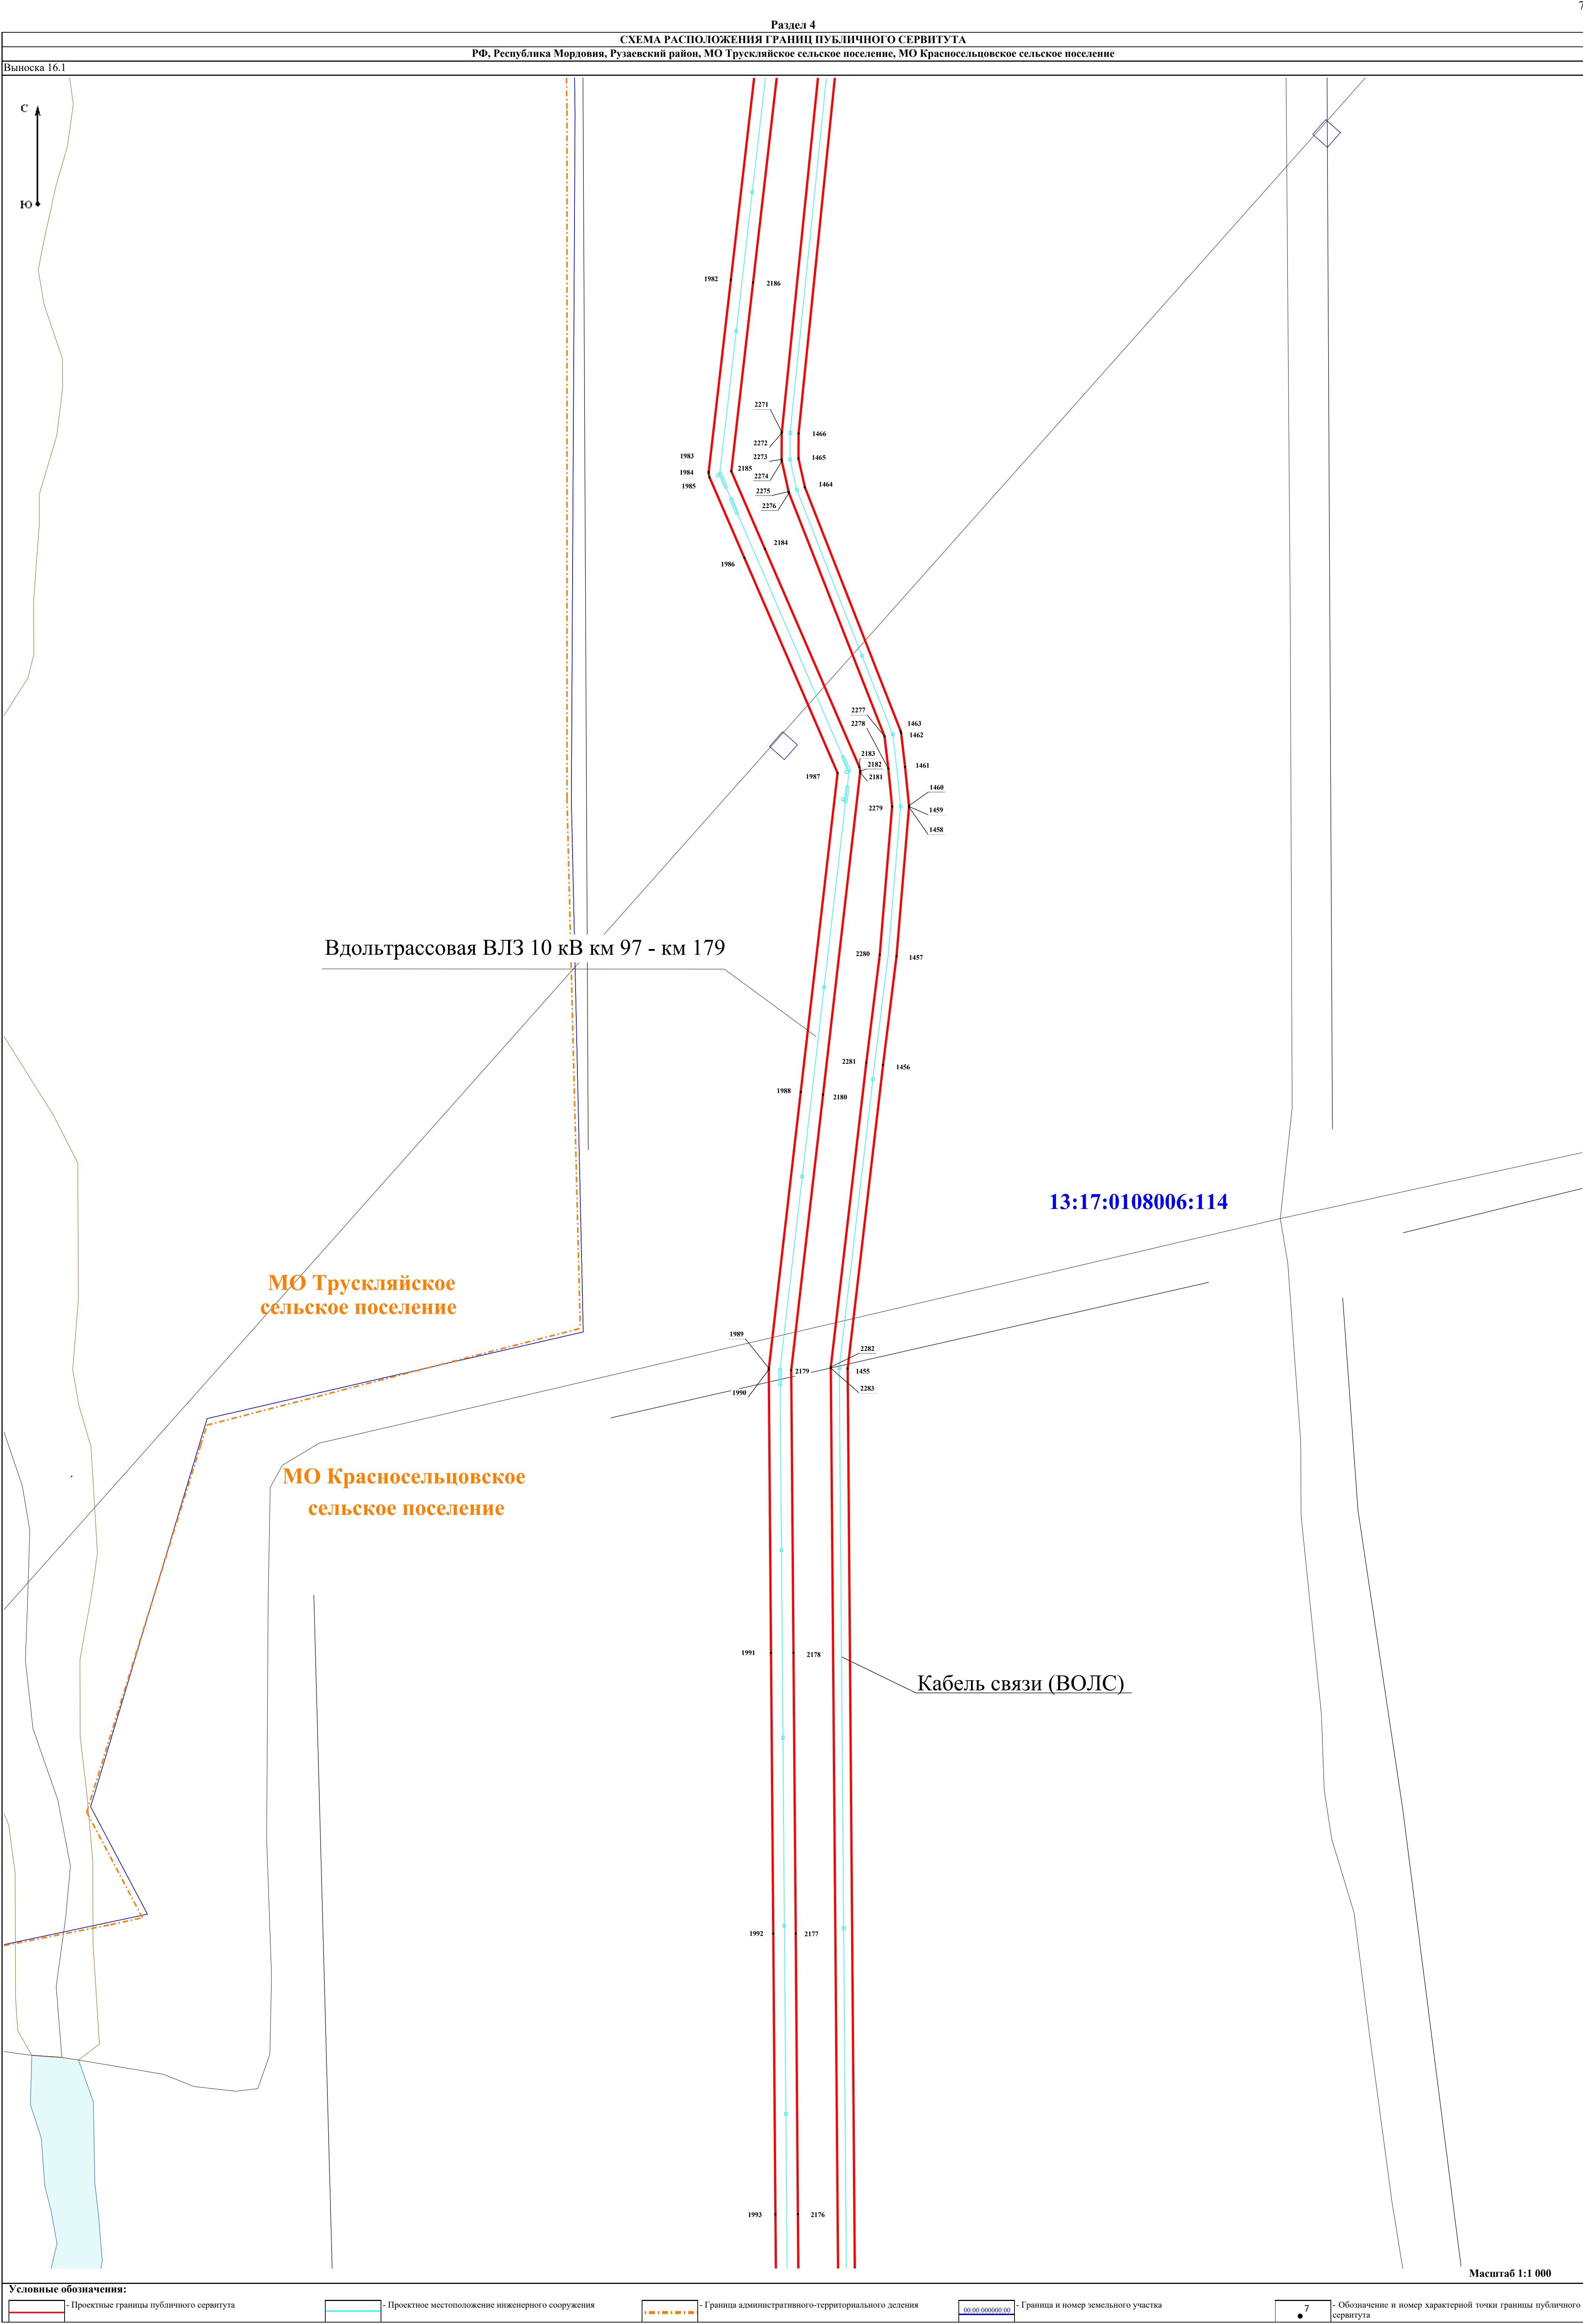 7
Раздел 4
СХЕМА РАСПОЛОЖЕНИЯ ГРАНИЦ ПУБЛИЧНОГО СЕРВИТУТА
РФ, Республика Мордовия, Рузаевский район, МО Трускляйское сельское поселение, МО Красносельцовское сельское поселение
Выноска 16.1
С
Ю
1982
2186
2271
2272
1466
2273
1465
1983
1984
2185
2274
1985
1464
2275
2276
2184
1986
2277
2278
1463
1462
2183
2182
1461
1987
2181
1460
2279
1459
1458
Вдольтрассовая ВЛЗ 10 кВ км 97 - км 179
2280
1457
2281
1456
1988
2180
13:17:0108006:114
МО Трускляйское
сельское поселение
1989
2282
2179
1455
1990
2283
МО Красносельцовское
сельское поселение
1991
2178
Кабель связи (ВОЛС)
1992
2177
1993
2176
Масштаб 1:1 000
Условные обозначения:
- Проектные границы публичного сервитута
- Проектное местоположение инженерного сооружения
- Граница административно-территориального деления
00:00:000000:00
- Граница и номер земельного участка
7
- Обозначение и номер характерной точки границы публичного
сервитута